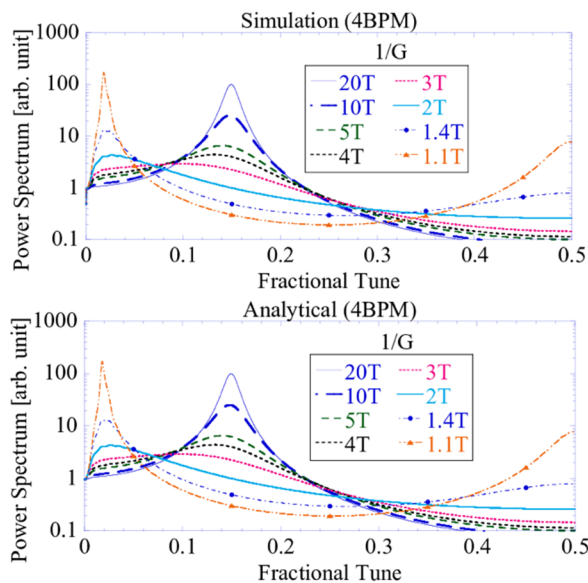 Simulation (4BPM)
Power Spectrum [arb. unit]
1000
100
10
1
0.1
1/G
20T 3T
10T 2T
5T 1.4T
4T 1.1T
0 0.1 0.2 0.3 0.4 0.5
Fractional Tune
Analytical (4BPM)
Power Spectrum [arb. unit]
1000
100
10
1
0.1
1/G
20T 3T
10T 2T
5T 1.4T
4T 1.1T
0 0.1 0.2 0.3 0.4 0.5
Fractional Tune